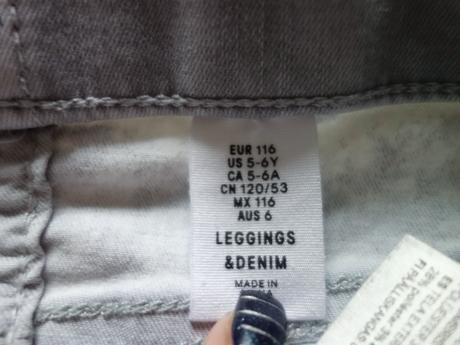 EUR 116
US 5-6Y
CA 5-6A
CN 120/53
MX 116
AUS 6
LEGGINGS
&DENIM
MADE IN